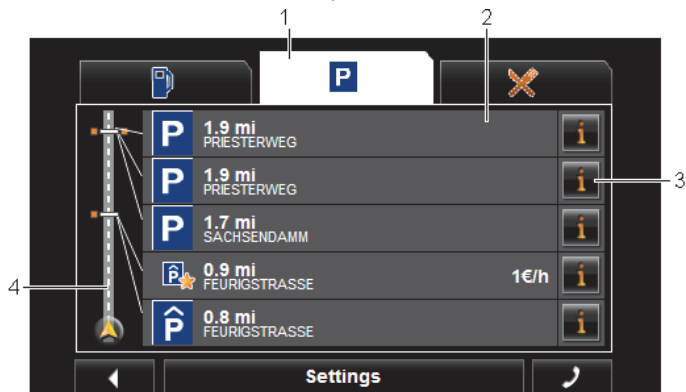 1
2
P
P
1.9 mi
PRIESTERWEG
i
P
1.9 mi
PRIESTERWEG
i
3
P
1.7 mi
SACHSENDAMM
i
P
0.9 mi
FEURIGSTRASSE
1€/h
i
4
P
0.8 mi
FEURIGSTRASSE
i
Settings